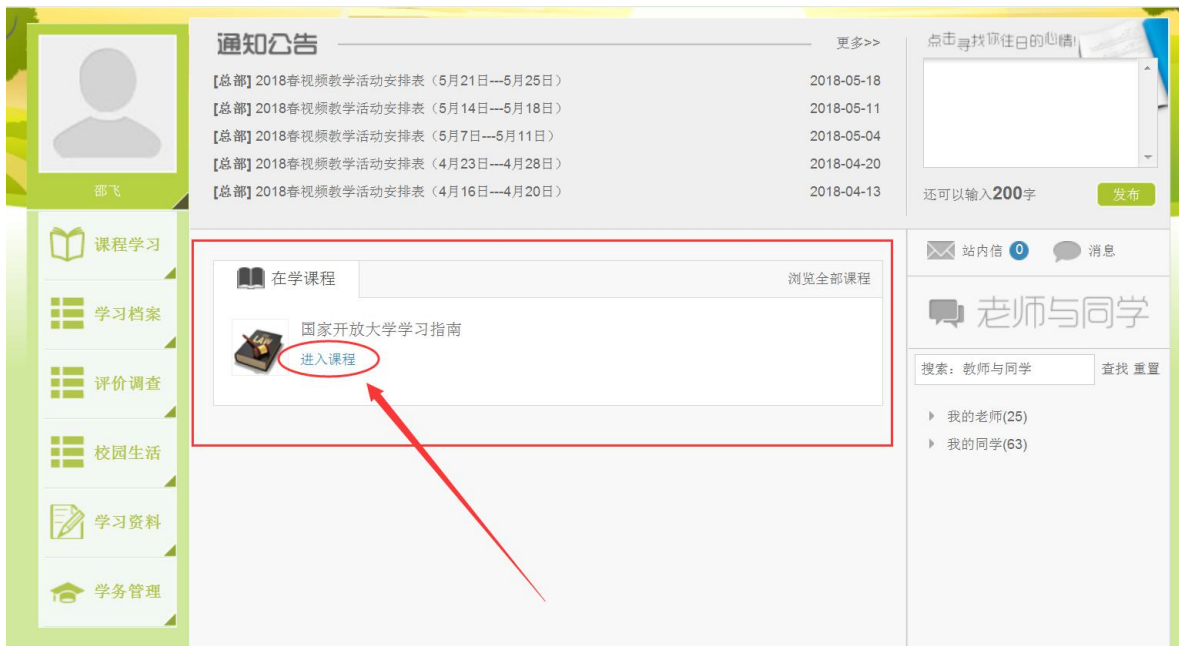 通知公告 更多>>
[总部] 2018春视频教学活动安排表（5月21日---5月25日） 2018-05-18
[总部] 2018春视频教学活动安排表（5月14日---5月18日） 2018-05-11
[总部] 2018春视频教学活动安排表（5月7日---5月11日） 2018-05-04
[总部] 2018春视频教学活动安排表（4月23日---4月28日） 2018-04-20
[总部] 2018春视频教学活动安排表（4月16日---4月20日） 2018-04-13
点击寻找你往日的心情!
还可以输入200字 发布
邵飞
课程学习
学习档案
评价调查
校园生活
学习资料
学务管理
在学课程 浏览全部课程
LAW
国家开放大学学习指南
进入课程
站内信 0 消息
老师与同学
搜索：教师与同学 查找 重置
我的老师(25)
我的同学(63)